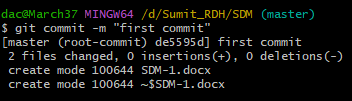 dac@March37 MINGW64 /d/Sumit_RDH/SDM (master)
$ git commit -m "first commit"
[master (root-commit) de5595d] first commit
 2 files changed, 0 insertions(+), 0 deletions(-)
 create mode 100644 SDM-1.docx
 create mode 100644 ~$SDM-1.docx